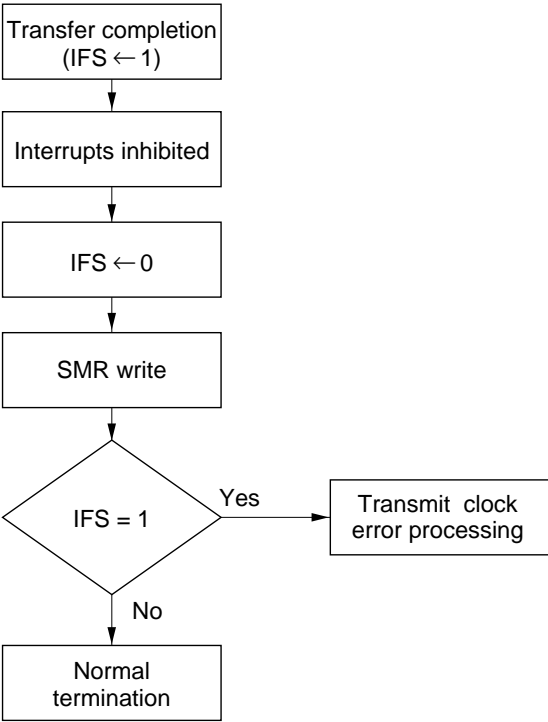 Transfer completion
(IFS ← 1)
Interrupts inhibited
IFS ← 0
SMR write
IFS = 1
Yes
Transmit clock
error processing
No
Normal
termination